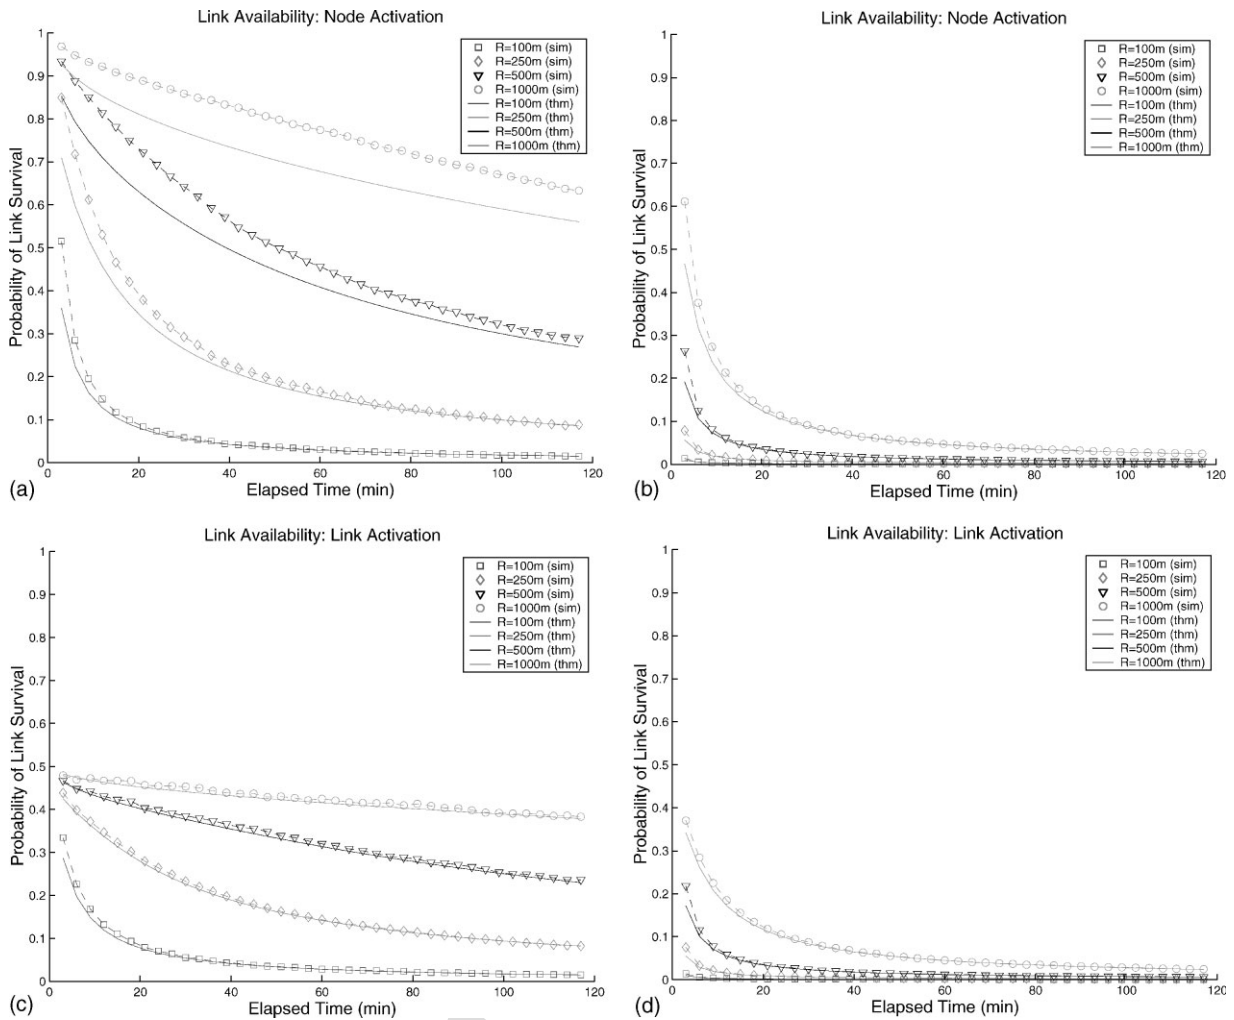 Link Availability: Node Activation
Probability of Link Survival
1
0.9
0.8
0.7
0.6
0.5
0.4
0.3
0.2
0.1
0
R=100m (sim)
R=250m (sim)
R=500m (sim)
R=1000m (sim)
R=100m (thm)
R=250m (thm)
R=500m (thm)
R=1000m (thm)
0 20 40 60 80 100 120
(a) Elapsed Time (min)
Link Availability: Node Activation
Probability of Link Survival
1
0.9
0.8
0.7
0.6
0.5
0.4
0.3
0.2
0.1
0
R=100m (sim)
R=250m (sim)
R=500m (sim)
R=1000m (sim)
R=100m (thm)
R=250m (thm)
R=500m (thm)
R=1000m (thm)
0 20 40 60 80 100 120
(b) Elapsed Time (min)
Link Availability: Link Activation
Probability of Link Survival
1
0.9
0.8
0.7
0.6
0.5
0.4
0.3
0.2
0.1
0
R=100m (sim)
R=250m (sim)
R=500m (sim)
R=1000m (sim)
R=100m (thm)
R=250m (thm)
R=500m (thm)
R=1000m (thm)
0 20 40 60 80 100 120
(c) Elapsed Time (min)
Link Availability: Link Activation
Probability of Link Survival
1
0.9
0.8
0.7
0.6
0.5
0.4
0.3
0.2
0.1
0
R=100m (sim)
R=250m (sim)
R=500m (sim)
R=1000m (sim)
R=100m (thm)
R=250m (thm)
R=500m (thm)
R=1000m (thm)
0 20 40 60 80 100 120
(d) Elapsed Time (min)